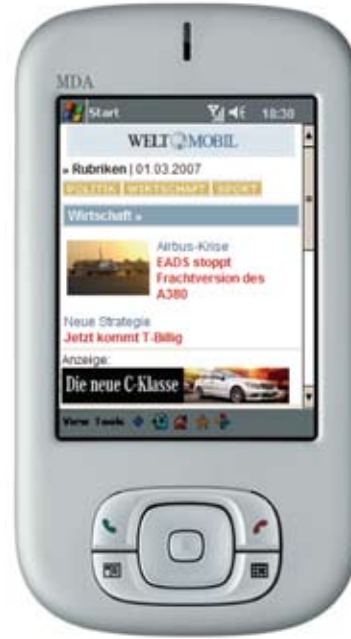 MDA
Start 18:30
WELT MOBIL
» Rubriken | 01.03.2007
POLITIK WIRTSCHAFT SPORT
Wirtschaft »
Airbus-Krise
EADS stoppt
Frachtversion des
A380
Neue Strategie
Jetzt kommt T-Billig
Anzeige:
Die neue C-Klasse
View Tools